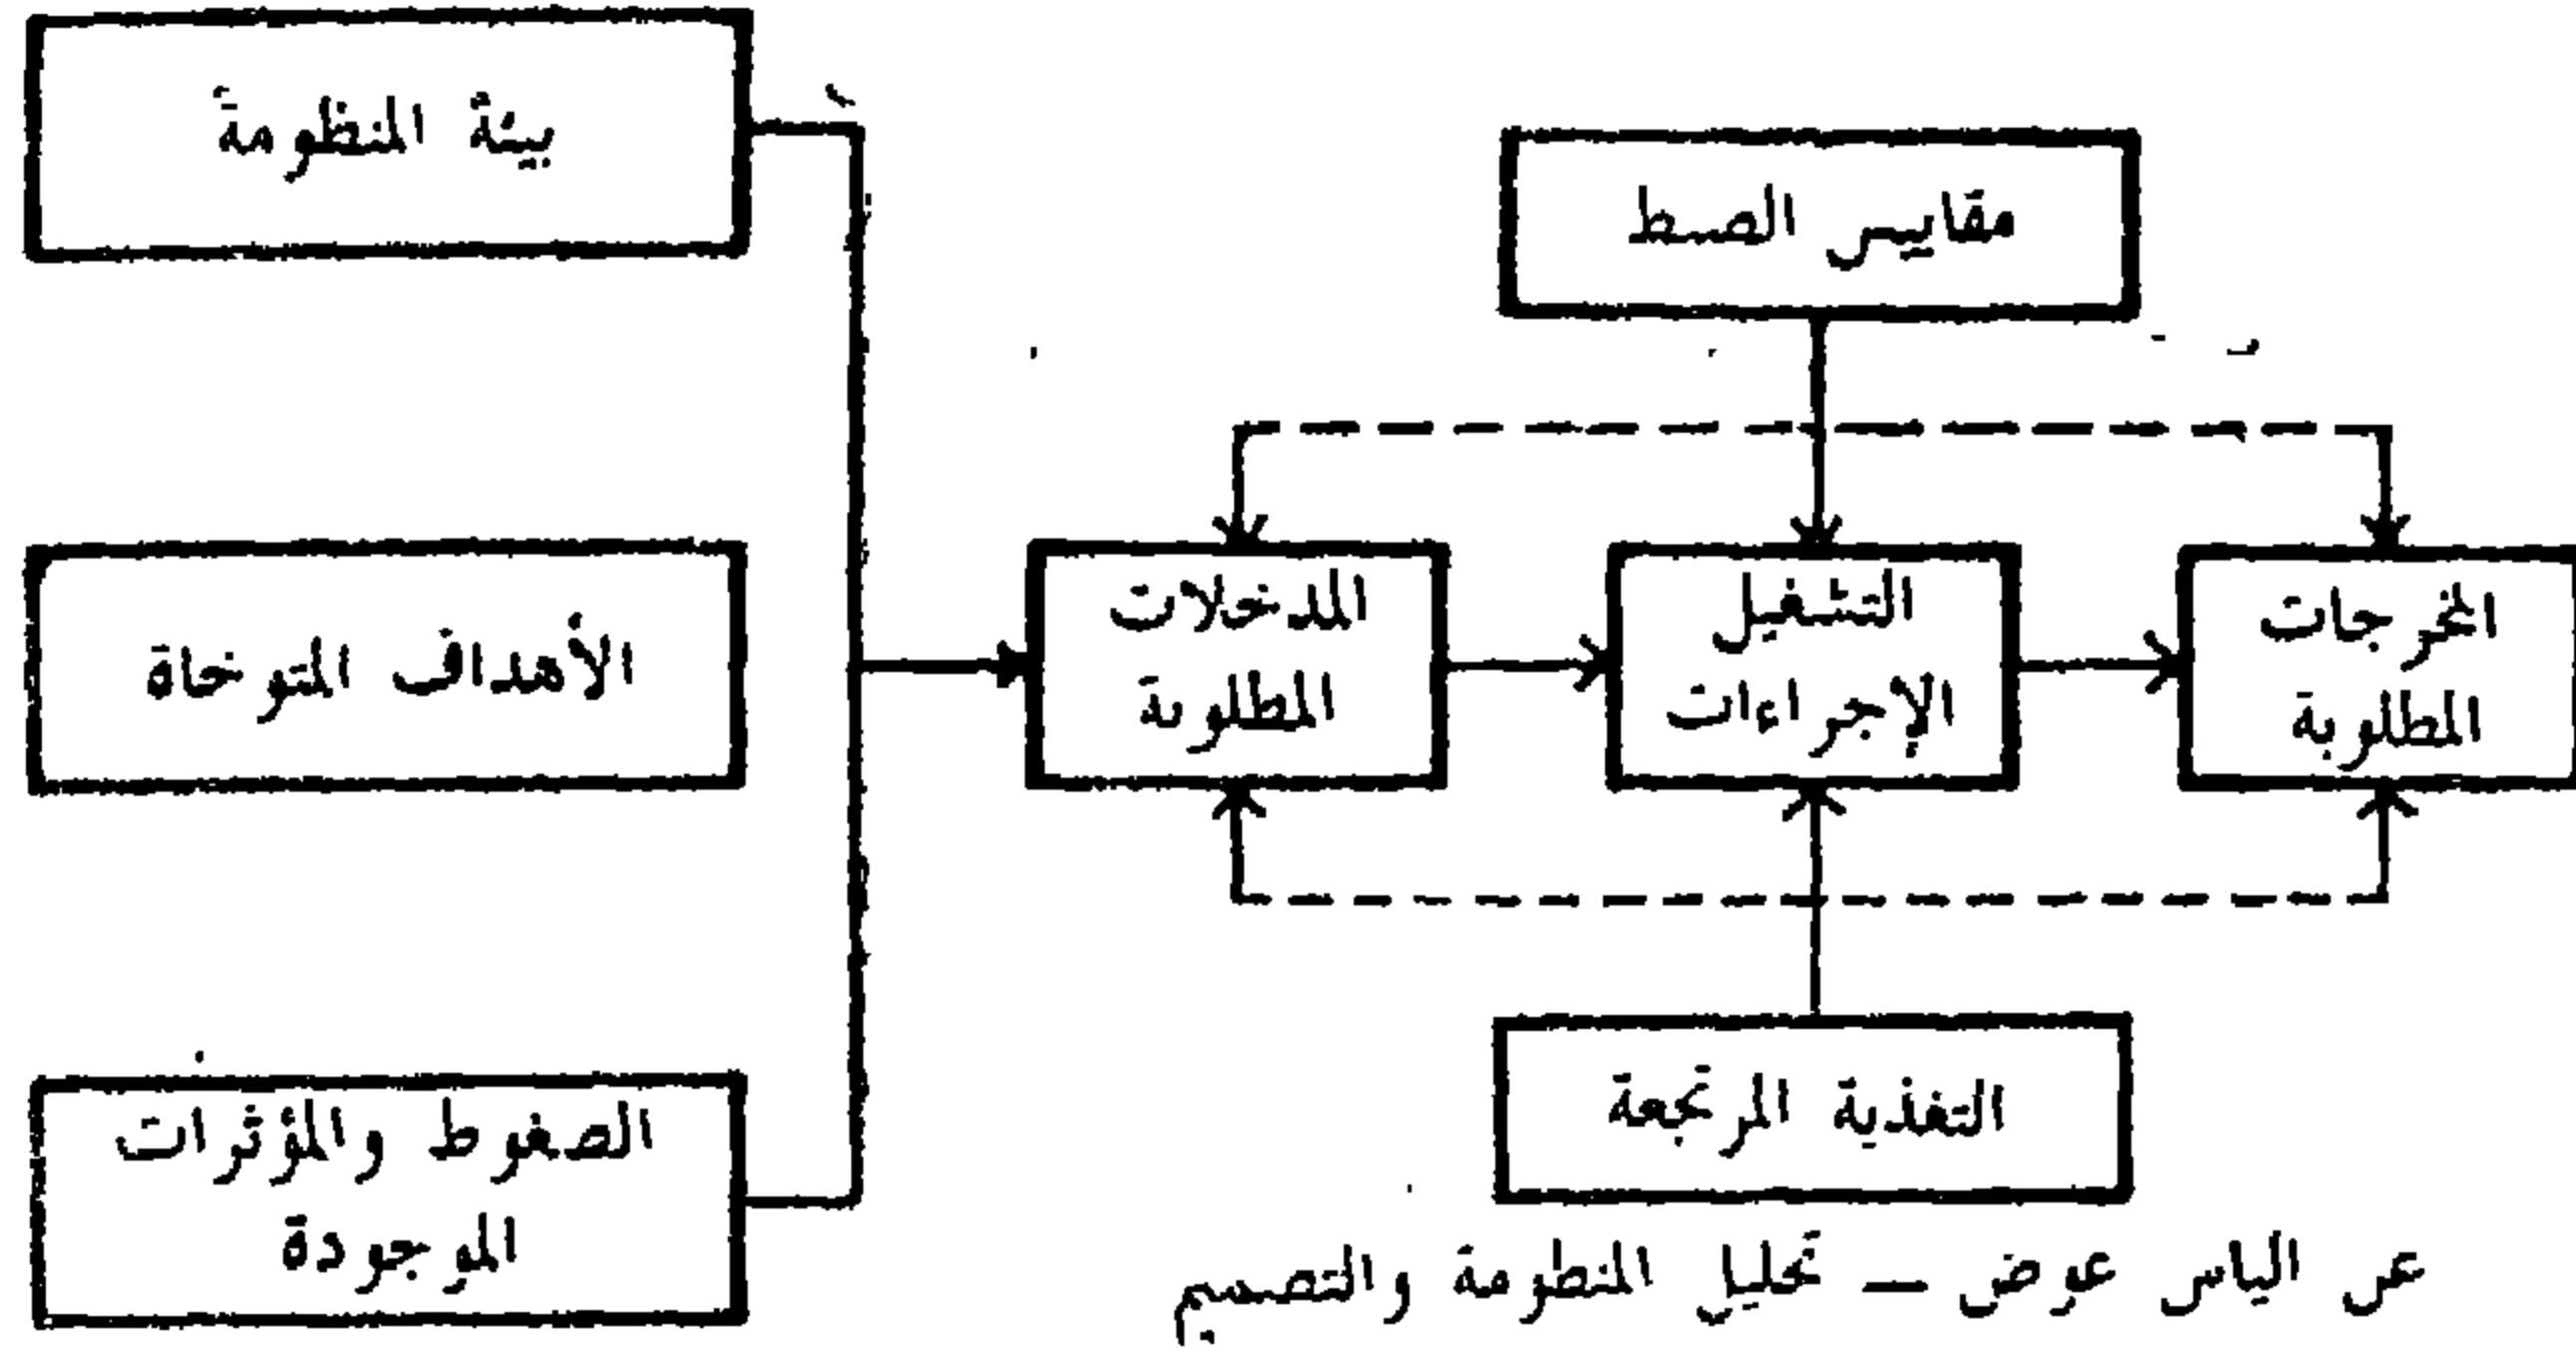 بيئة المنظومة
مقاييس الضبط
الأهداف المتوخاة
المدخلات
المطلوبة
التشغيل
الإجراءات
المخرجات
المطلوبة
الضغوط والمؤثرات
الموجودة
التغذية المرتجعة
عن الياس عوض — تحليل المنظومة والتصميم